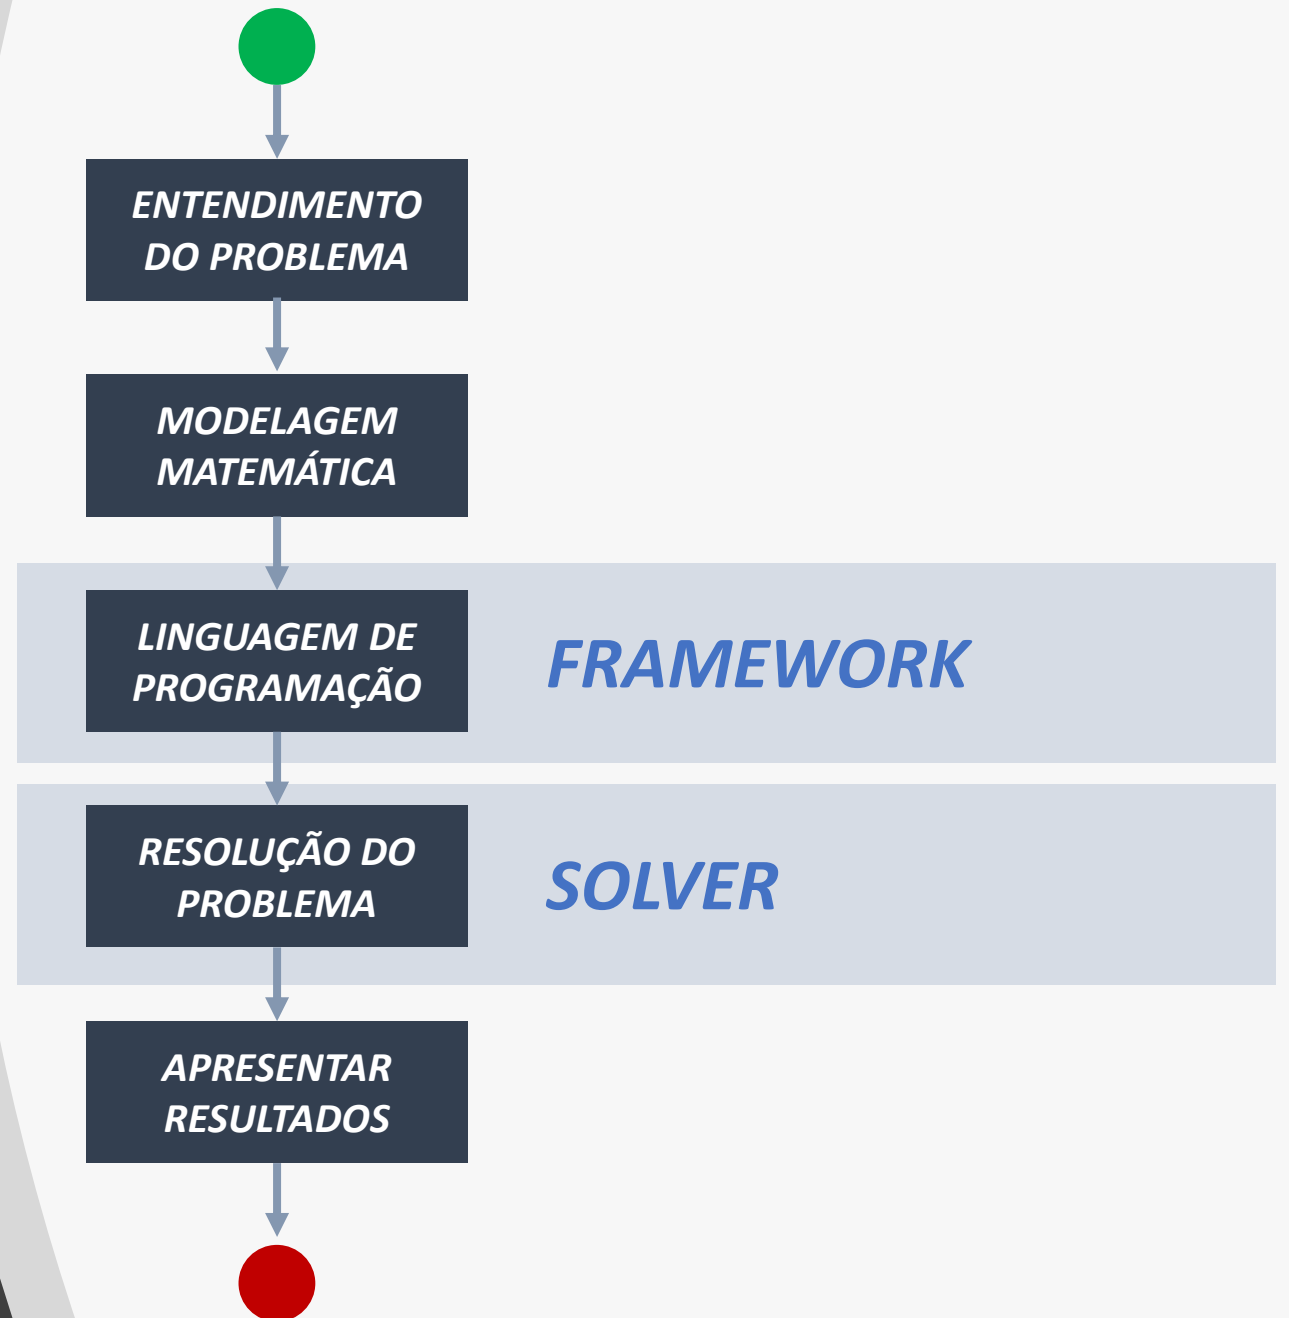 ENTENDIMENTO
DO PROBLEMA
MODELAGEM
MATEMÁTICA
LINGUAGEM DE
PROGRAMAÇÃO
FRAMEWORK
RESOLUÇÃO DO
PROBLEMA
SOLVER
APRESENTAR
RESULTADOS